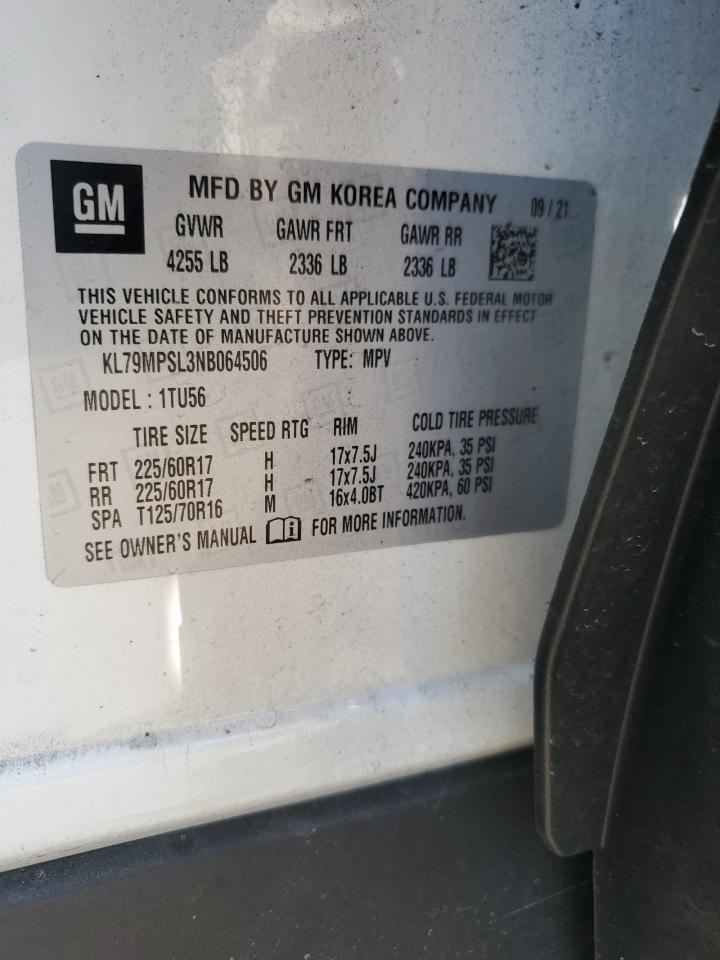 GM
MFD BY GM KOREA COMPANY 09 / 21
GVWR GAWR FRT GAWR RR
4255 LB 2336 LB 2336 LB
THIS VEHICLE CONFORMS TO ALL APPLICABLE U.S. FEDERAL MOTOR
VEHICLE SAFETY AND THEFT PREVENTION STANDARDS IN EFFECT
ON THE DATE OF MANUFACTURE SHOWN ABOVE.
KL79MPSL3NB064506 TYPE: MPV
MODEL : 1TU56
TIRE SIZE SPEED RTG RIM COLD TIRE PRESSURE
FRT 225/60R17 H 17x7.5J 240KPA, 35 PSI
RR 225/60R17 H 17x7.5J 240KPA, 35 PSI
SPA T125/70R16 M 16x4.0BT 420KPA, 60 PSI
SEE OWNER'S MANUAL FOR MORE INFORMATION.